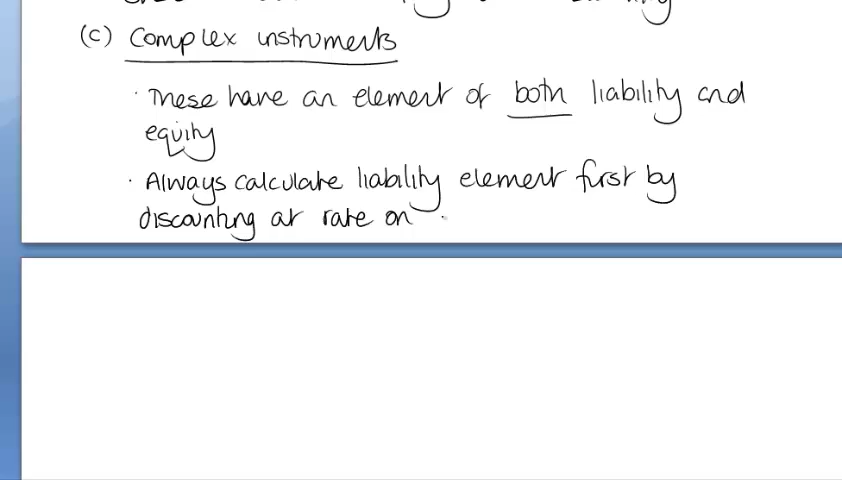 (c) Complex instruments
· These have an element of both liability and
equity
· Always calculate liability element first by
discounting at rate on